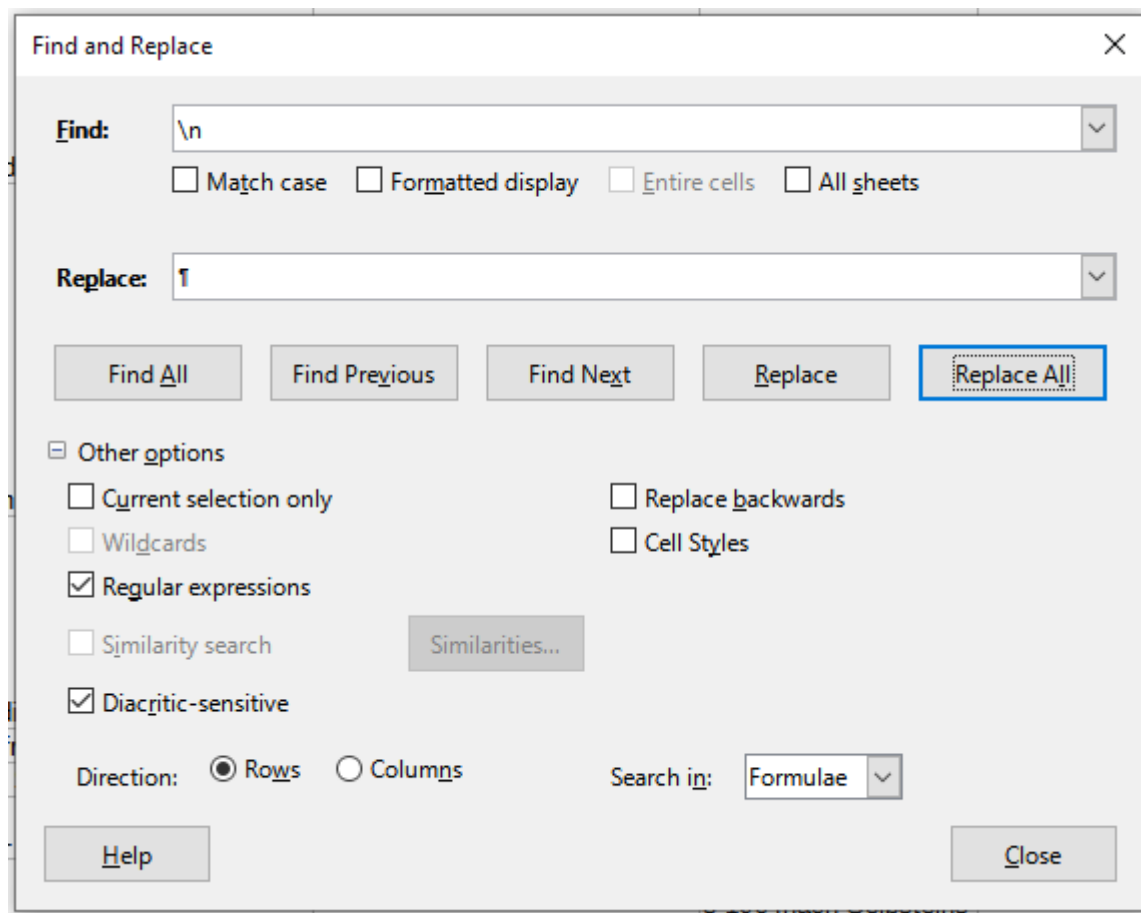 Find and Replace
Find:
\n
Match case Formatted display Entire cells All sheets
Replace:
¶
Find All Find Previous Find Next Replace Replace All
Other options
Current selection only Replace backwards
Wildcards Cell Styles
Regular expressions
Similarity search Similarities...
Diacritic-sensitive
Direction: Rows Columns Search in: Formulae
Help Close